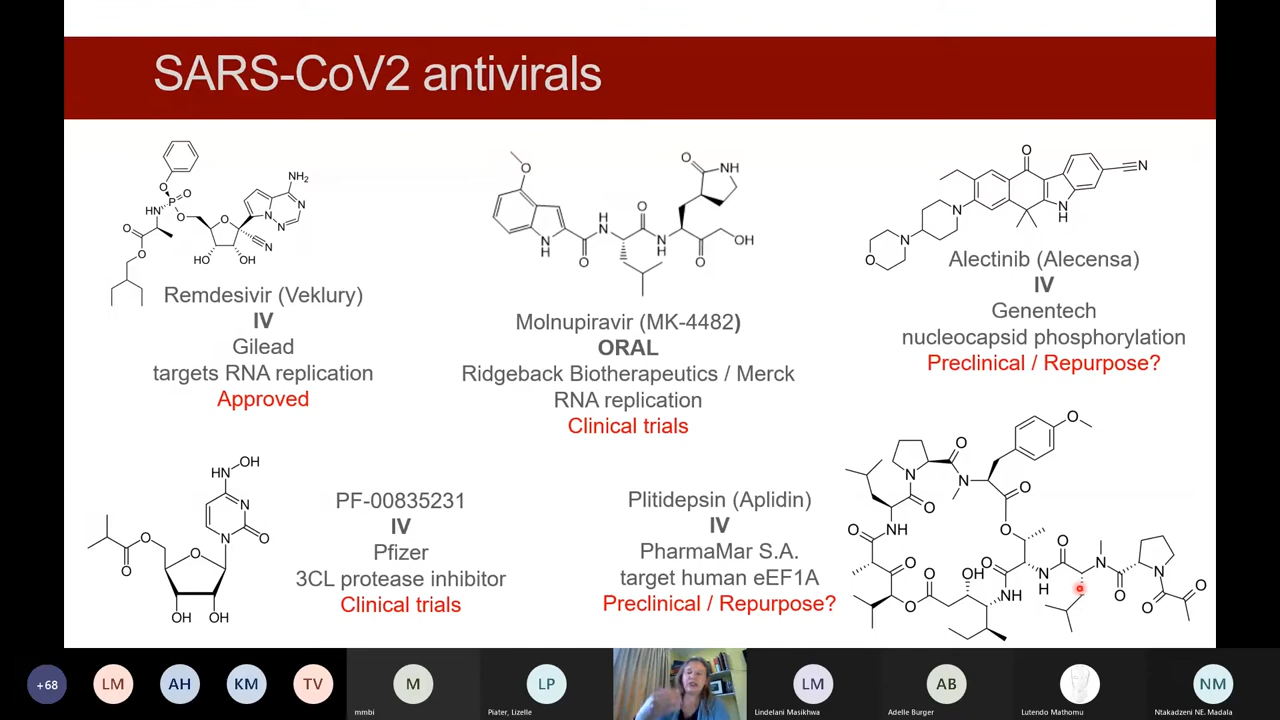 SARS-CoV2 antivirals
Remdesivir (Veklury)
IV
Gilead
targets RNA replication
Approved
Molnupiravir (MK-4482)
ORAL
Ridgeback Biotherapeutics / Merck
RNA replication
Clinical trials
Alectinib (Alecensa)
IV
Genentech
nucleocapsid phosphorylation
Preclinical / Repurpose?
PF-00835231
IV
Pfizer
3CL protease inhibitor
Clinical trials
Plitidepsin (Aplidin)
IV
PharmaMar S.A.
target human eEF1A
Preclinical / Repurpose?
+68
LM
AH
KM
TV
M
mmbi
LP
Piater, Lizelle
LM
Lindelani Masikhwa
AB
Adelle Burger
Lutendo Mathomu
NM
Ntakadzeni NE. Madala